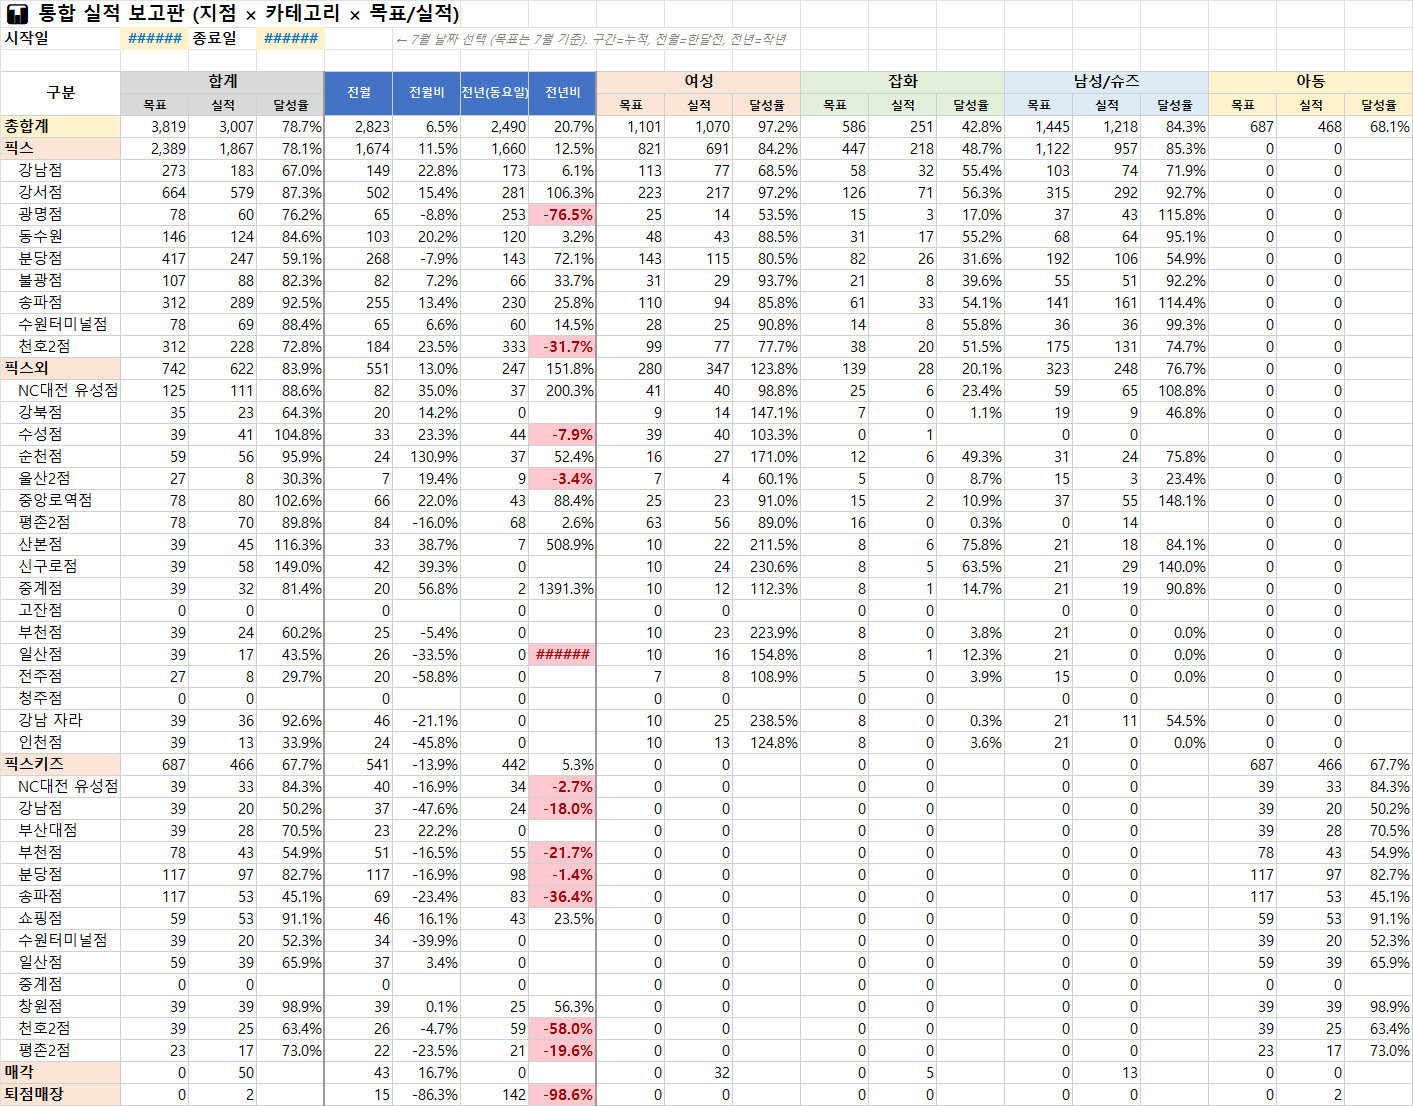 통합 실적 보고판 (지점 × 카테고리 × 목표/실적)
시작일 ###### 종료일 ###### ← 7월 날짜 선택 (목표는 7월 기준). 구간=누적, 전월=한달전, 전년=작년
구분 합계 전월 전월비 전년(동요일) 전년비 여성 잡화 남성/슈즈 아동
목표 실적 달성율 목표 실적 달성율 목표 실적 달성율 목표 실적 달성율 목표 실적 달성율
총합계 3,819 3,007 78.7% 2,823 6.5% 2,490 20.7% 1,101 1,070 97.2% 586 251 42.8% 1,445 1,218 84.3% 687 468 68.1%
픽스 2,389 1,867 78.1% 1,674 11.5% 1,660 12.5% 821 691 84.2% 447 218 48.7% 1,122 957 85.3% 0 0
강남점 273 183 67.0% 149 22.8% 173 6.1% 113 77 68.5% 58 32 55.4% 103 74 71.9% 0 0
강서점 664 579 87.3% 502 15.4% 281 106.3% 223 217 97.2% 126 71 56.3% 315 292 92.7% 0 0
광명점 78 60 76.2% 65 -8.8% 253 -76.5% 25 14 53.5% 15 3 17.0% 37 43 115.8% 0 0
동수원 146 124 84.6% 103 20.2% 120 3.2% 48 43 88.5% 31 17 55.2% 68 64 95.1% 0 0
분당점 417 247 59.1% 268 -7.9% 143 72.1% 143 115 80.5% 82 26 31.6% 192 106 54.9% 0 0
불광점 107 88 82.3% 82 7.2% 66 33.7% 31 29 93.7% 21 8 39.6% 55 51 92.2% 0 0
송파점 312 289 92.5% 255 13.4% 230 25.8% 110 94 85.8% 61 33 54.1% 141 161 114.4% 0 0
수원터미널점 78 69 88.4% 65 6.6% 60 14.5% 28 25 90.8% 14 8 55.8% 36 36 99.3% 0 0
천호2점 312 228 72.8% 184 23.5% 333 -31.7% 99 77 77.7% 38 20 51.5% 175 131 74.7% 0 0
픽스외 742 622 83.9% 551 13.0% 247 151.8% 280 347 123.8% 139 28 20.1% 323 248 76.7% 0 0
NC대전 유성점 125 111 88.6% 82 35.0% 37 200.3% 41 40 98.8% 25 6 23.4% 59 65 108.8% 0 0
강북점 35 23 64.3% 20 14.2% 0 9 14 147.1% 7 0 1.1% 19 9 46.8% 0 0
수성점 39 41 104.8% 33 23.3% 44 -7.9% 39 40 103.3% 0 1 0 0 0 0
순천점 59 56 95.9% 24 130.9% 37 52.4% 16 27 171.0% 12 6 49.3% 31 24 75.8% 0 0
울산2점 27 8 30.3% 7 19.4% 9 -3.4% 7 4 60.1% 5 0 8.7% 15 3 23.4% 0 0
중앙로역점 78 80 102.6% 66 22.0% 43 88.4% 25 23 91.0% 15 2 10.9% 37 55 148.1% 0 0
평촌2점 78 70 89.8% 84 -16.0% 68 2.6% 63 56 89.0% 16 0 0.3% 0 14 0 0
산본점 39 45 116.3% 33 38.7% 7 508.9% 10 22 211.5% 8 6 75.8% 21 18 84.1% 0 0
신구로점 39 58 149.0% 42 39.3% 0 10 24 230.6% 8 5 63.5% 21 29 140.0% 0 0
중계점 39 32 81.4% 20 56.8% 2 1391.3% 10 12 112.3% 8 1 14.7% 21 19 90.8% 0 0
고잔점 0 0 0 0 0 0 0 0 0 0 0 0
부천점 39 24 60.2% 25 -5.4% 0 10 23 223.9% 8 0 3.8% 21 0 0.0% 0 0
일산점 39 17 43.5% 26 -33.5% 0 ###### 10 16 154.8% 8 1 12.3% 21 0 0.0% 0 0
전주점 27 8 29.7% 20 -58.8% 0 7 8 108.9% 5 0 3.9% 15 0 0.0% 0 0
청주점 0 0 0 0 0 0 0 0 0 0 0 0
강남 자라 39 36 92.6% 46 -21.1% 0 10 25 238.5% 8 0 0.3% 21 11 54.5% 0 0
인천점 39 13 33.9% 24 -45.8% 0 10 13 124.8% 8 0 3.6% 21 0 0.0% 0 0
픽스키즈 687 466 67.7% 541 -13.9% 442 5.3% 0 0 0 0 0 0 687 466 67.7%
NC대전 유성점 39 33 84.3% 40 -16.9% 34 -2.7% 0 0 0 0 0 0 39 33 84.3%
강남점 39 20 50.2% 37 -47.6% 24 -18.0% 0 0 0 0 0 0 39 20 50.2%
부산대점 39 28 70.5% 23 22.2% 0 0 0 0 0 0 0 39 28 70.5%
부천점 78 43 54.9% 51 -16.5% 55 -21.7% 0 0 0 0 0 0 78 43 54.9%
분당점 117 97 82.7% 117 -16.9% 98 -1.4% 0 0 0 0 0 0 117 97 82.7%
송파점 117 53 45.1% 69 -23.4% 83 -36.4% 0 0 0 0 0 0 117 53 45.1%
쇼핑점 59 53 91.1% 46 16.1% 43 23.5% 0 0 0 0 0 0 59 53 91.1%
수원터미널점 39 20 52.3% 34 -39.9% 0 0 0 0 0 0 0 39 20 52.3%
일산점 59 39 65.9% 37 3.4% 0 0 0 0 0 0 0 59 39 65.9%
중계점 0 0 0 0 0 0 0 0 0 0 0 0
창원점 39 39 98.9% 39 0.1% 25 56.3% 0 0 0 0 0 0 39 39 98.9%
천호2점 39 25 63.4% 26 -4.7% 59 -58.0% 0 0 0 0 0 0 39 25 63.4%
평촌2점 23 17 73.0% 22 -23.5% 21 -19.6% 0 0 0 0 0 0 23 17 73.0%
매각 0 50 43 16.7% 0 0 32 0 5 0 13 0 0
퇴점매장 0 2 15 -86.3% 142 -98.6% 0 0 0 0 0 0 0 2